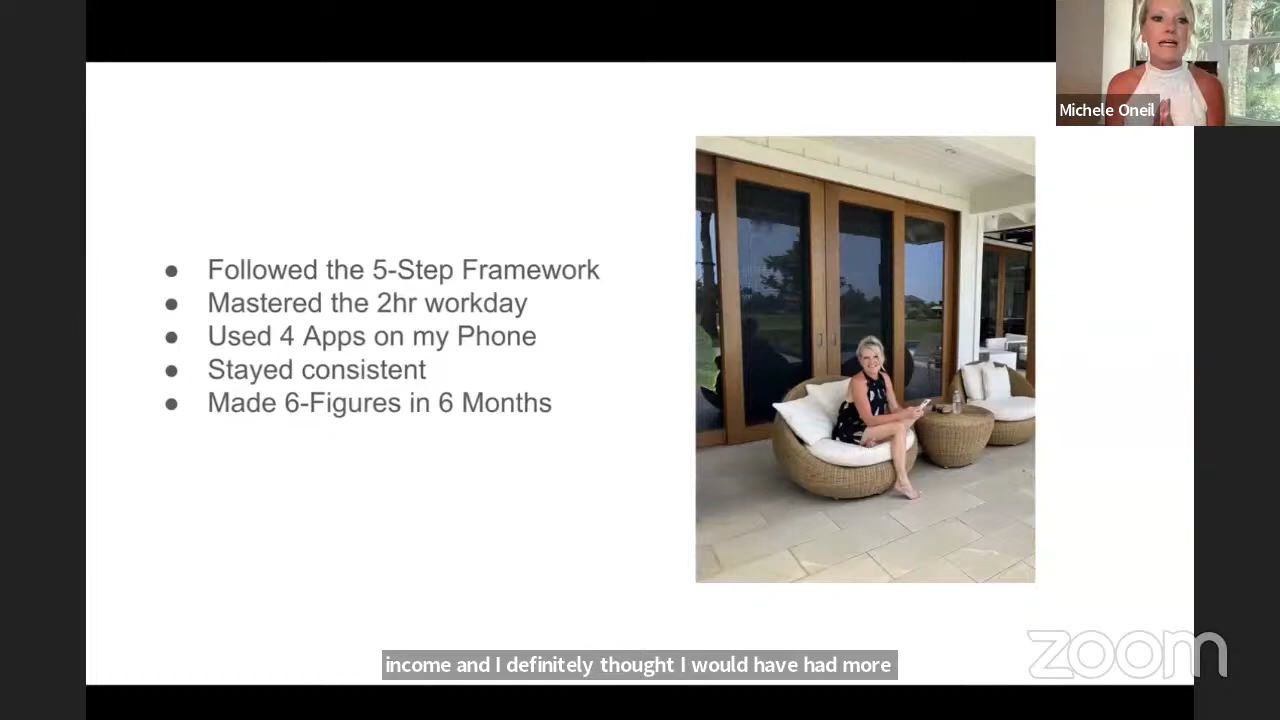 Michele Oneil
● Followed the 5-Step Framework
● Mastered the 2hr workday
● Used 4 Apps on my Phone
● Stayed consistent
● Made 6-Figures in 6 Months
income and I definitely thought I would have had more
zoom